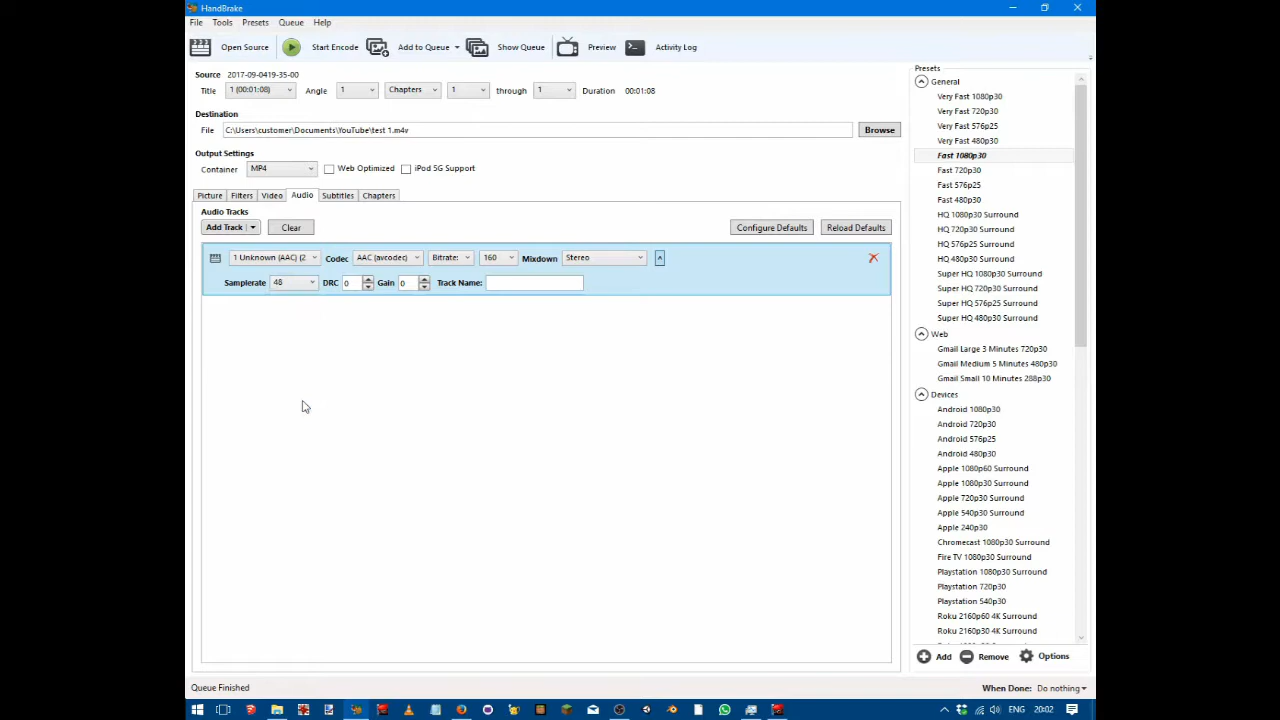 HandBrake
File Tools Presets Queue Help
Open Source Start Encode Add to Queue Show Queue Preview Activity Log
Source 2017-09-0419-35-00
Title 1 (00:01:08) Angle 1 Chapters 1 through 1 Duration 00:01:08
Destination
File C:\Users\customer\Documents\YouTube\test 1.m4v Browse
Output Settings
Container MP4 Web Optimized iPod 5G Support
Picture Filters Video Audio Subtitles Chapters
Audio Tracks
Add Track Clear Configure Defaults Reload Defaults
1 Unknown (AAC) (2 Codec AAC (avcodec) Bitrate: 160 Mixdown Stereo
Samplerate 48 DRC 0 Gain 0 Track Name:
Presets
General
Very Fast 1080p30
Very Fast 720p30
Very Fast 576p25
Very Fast 480p30
Fast 1080p30
Fast 720p30
Fast 576p25
Fast 480p30
HQ 1080p30 Surround
HQ 720p30 Surround
HQ 576p25 Surround
HQ 480p30 Surround
Super HQ 1080p30 Surround
Super HQ 720p30 Surround
Super HQ 576p25 Surround
Super HQ 480p30 Surround
Web
Gmail Large 3 Minutes 720p30
Gmail Medium 5 Minutes 480p30
Gmail Small 10 Minutes 288p30
Devices
Android 1080p30
Android 720p30
Android 576p25
Android 480p30
Apple 1080p60 Surround
Apple 1080p30 Surround
Apple 720p30 Surround
Apple 540p30 Surround
Apple 240p30
Chromecast 1080p30 Surround
Fire TV 1080p30 Surround
Playstation 1080p30 Surround
Playstation 720p30
Playstation 540p30
Roku 2160p60 4K Surround
Roku 2160p30 4K Surround
Add Remove Options
Queue Finished When Done: Do nothing
ENG 20:02